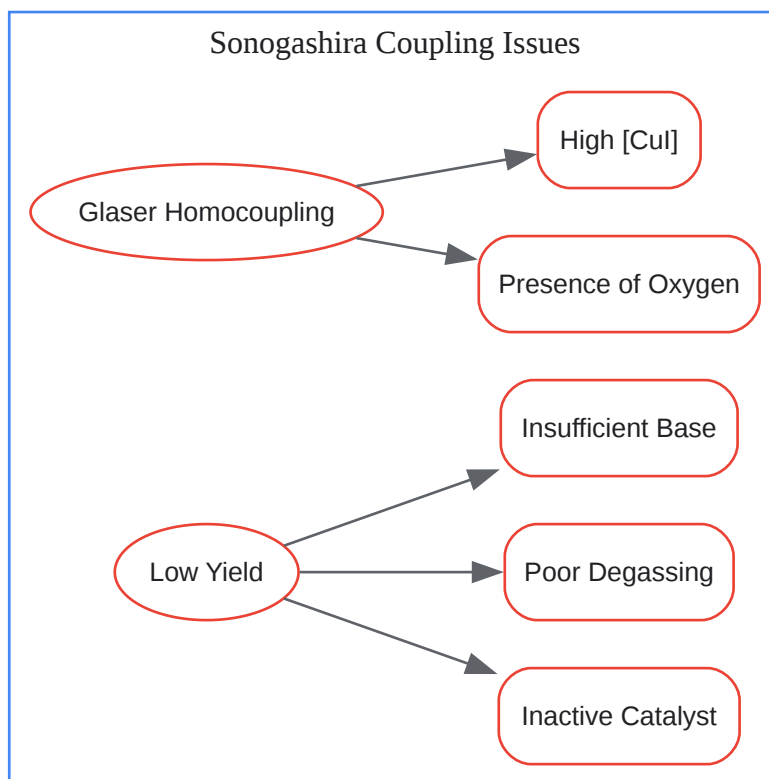 Sonogashira Coupling Issues
High [CuI]
Glaser Homocoupling
Presence of Oxygen
Insufficient Base
Low Yield
Poor Degassing
Inactive Catalyst